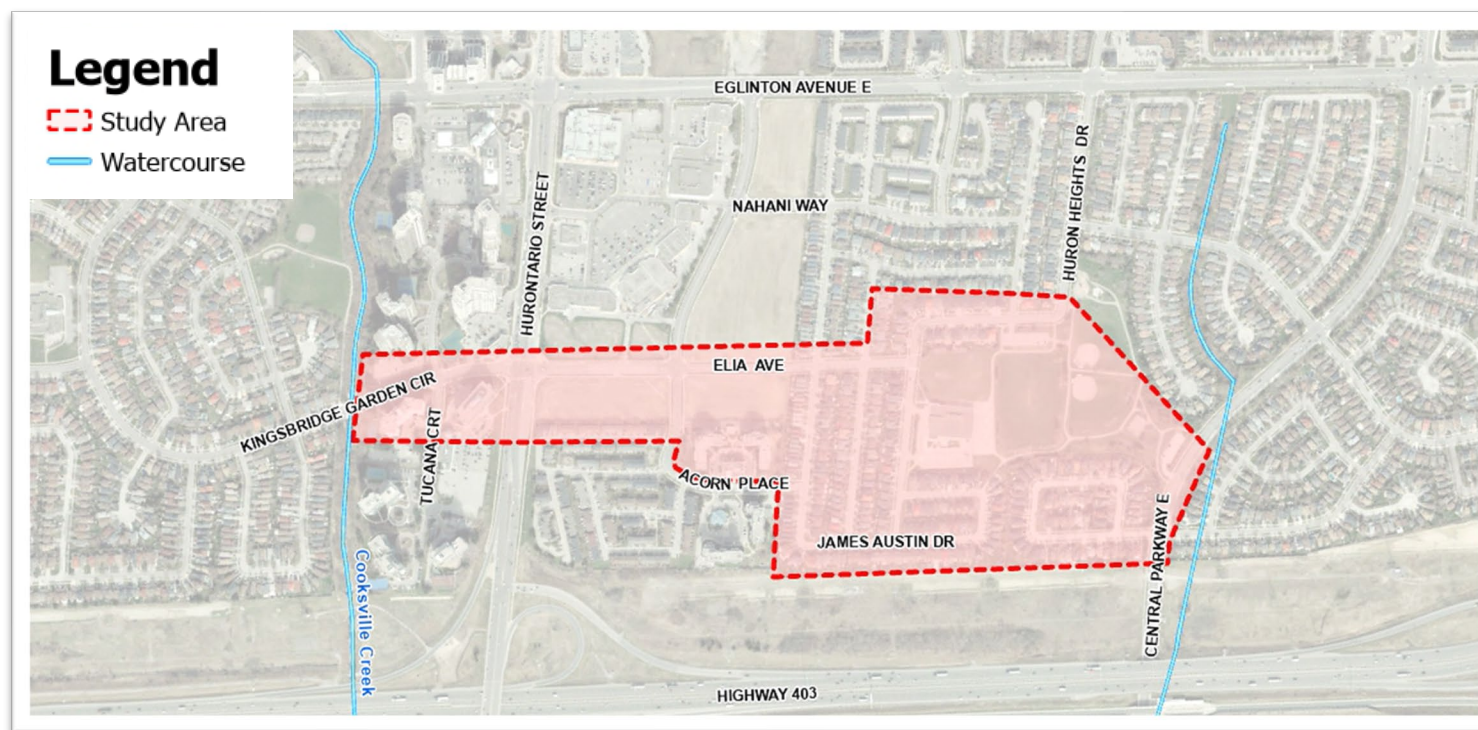 Legend
Study Area
Watercourse
EGLINTON AVENUE E
HURON HEIGHTS DR
HURONTARIO STREET
NAHANI WAY
ELIA AVE
KINGSBRIDGE GARDEN CIR
TUCANA CRT
ACORN PLACE
JAMES AUSTIN DR
CENTRAL PARKWAY E
Cooksville Creek
HIGHWAY 403